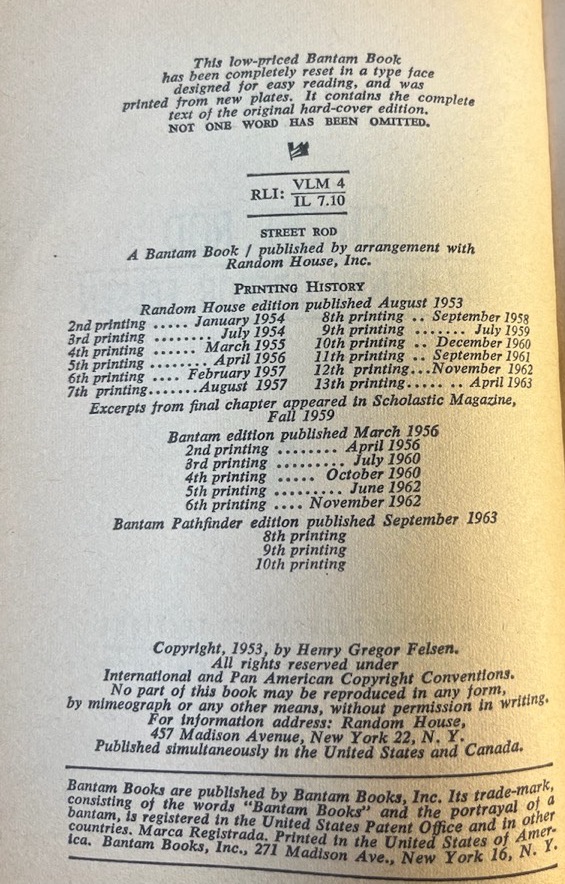 This low-priced Bantam Book
has been completely reset in a type face
designed for easy reading, and was
printed from new plates. It contains the complete
text of the original hard-cover edition.
NOT ONE WORD HAS BEEN OMITTED.
RLI: VLM 4
IL 7.10
STREET ROD
A Bantam Book / published by arrangement with
Random House, Inc.
PRINTING HISTORY
Random House edition published August 1953
2nd printing ..... January 1954
3rd printing ........ July 1954
4th printing ...... March 1955
5th printing ........ April 1956
6th printing .... February 1957
7th printing.......August 1957
8th printing .. September 1958
9th printing ....... July 1959
10th printing .. December 1960
11th printing .. September 1961
12th printing...November 1962
13th printing..... .. April 1963
Excerpts from final chapter appeared in Scholastic Magazine,
Fall 1959
Bantam edition published March 1956
2nd printing ........ April 1956
3rd printing ......... July 1960
4th printing ..... October 1960
5th printing ......... June 1962
6th printing .... November 1962
Bantam Pathfinder edition published September 1963
8th printing
9th printing
10th printing
Copyright, 1953, by Henry Gregor Felsen.
All rights reserved under
International and Pan American Copyright Conventions.
No part of this book may be reproduced in any form,
by mimeograph or any other means, without permission in writing.
For information address: Random House,
457 Madison Avenue, New York 22, N. Y.
Published simultaneously in the United States and Canada.
Bantam Books are published by Bantam Books, Inc. Its trade-mark,
consisting of the words "Bantam Books" and the portrayal of a
bantam, is registered in the United States Patent Office and in other
countries. Marca Registrada. Printed in the United States of Amer-
ica. Bantam Books, Inc., 271 Madison Ave., New York 16, N. Y.